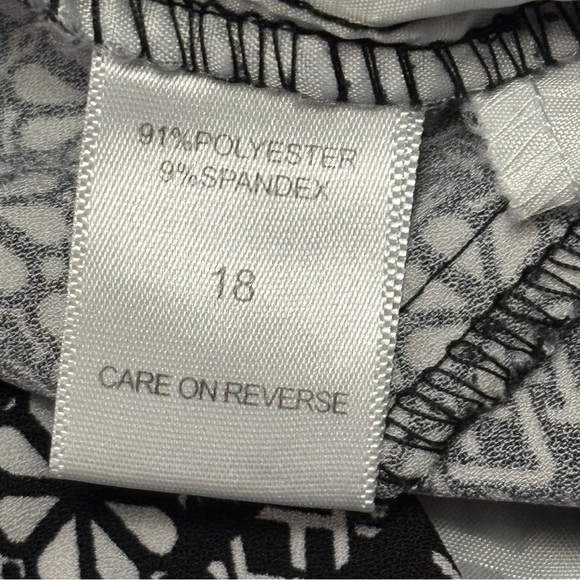 91%POLYESTER
9%SPANDEX
18
CARE ON REVERSE